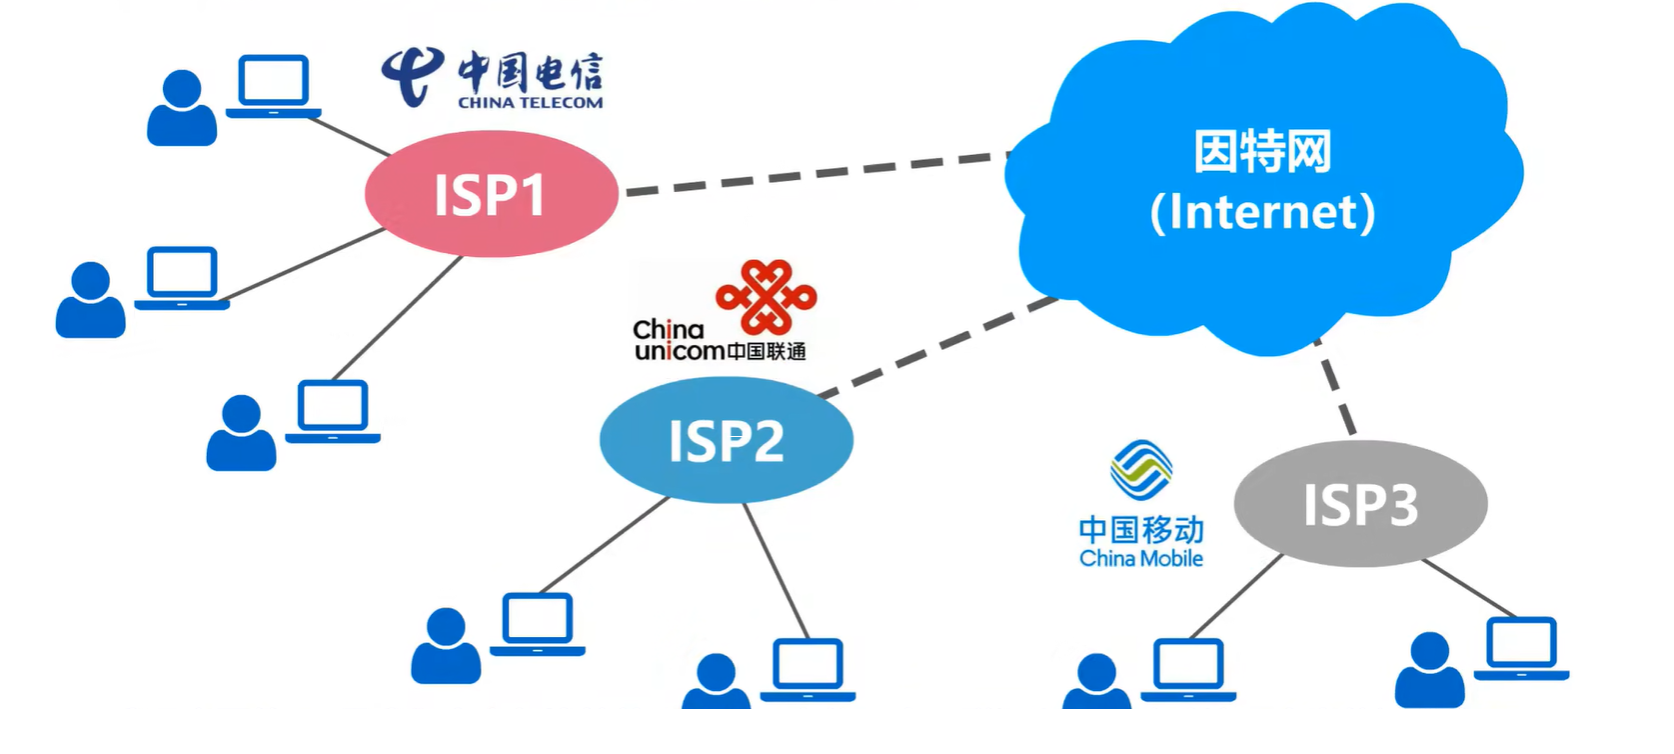 中国电信
CHINA TELECOM
ISP1
因特网
(Internet)
China
unicom中国联通
ISP2
中国移动
China Mobile
ISP3